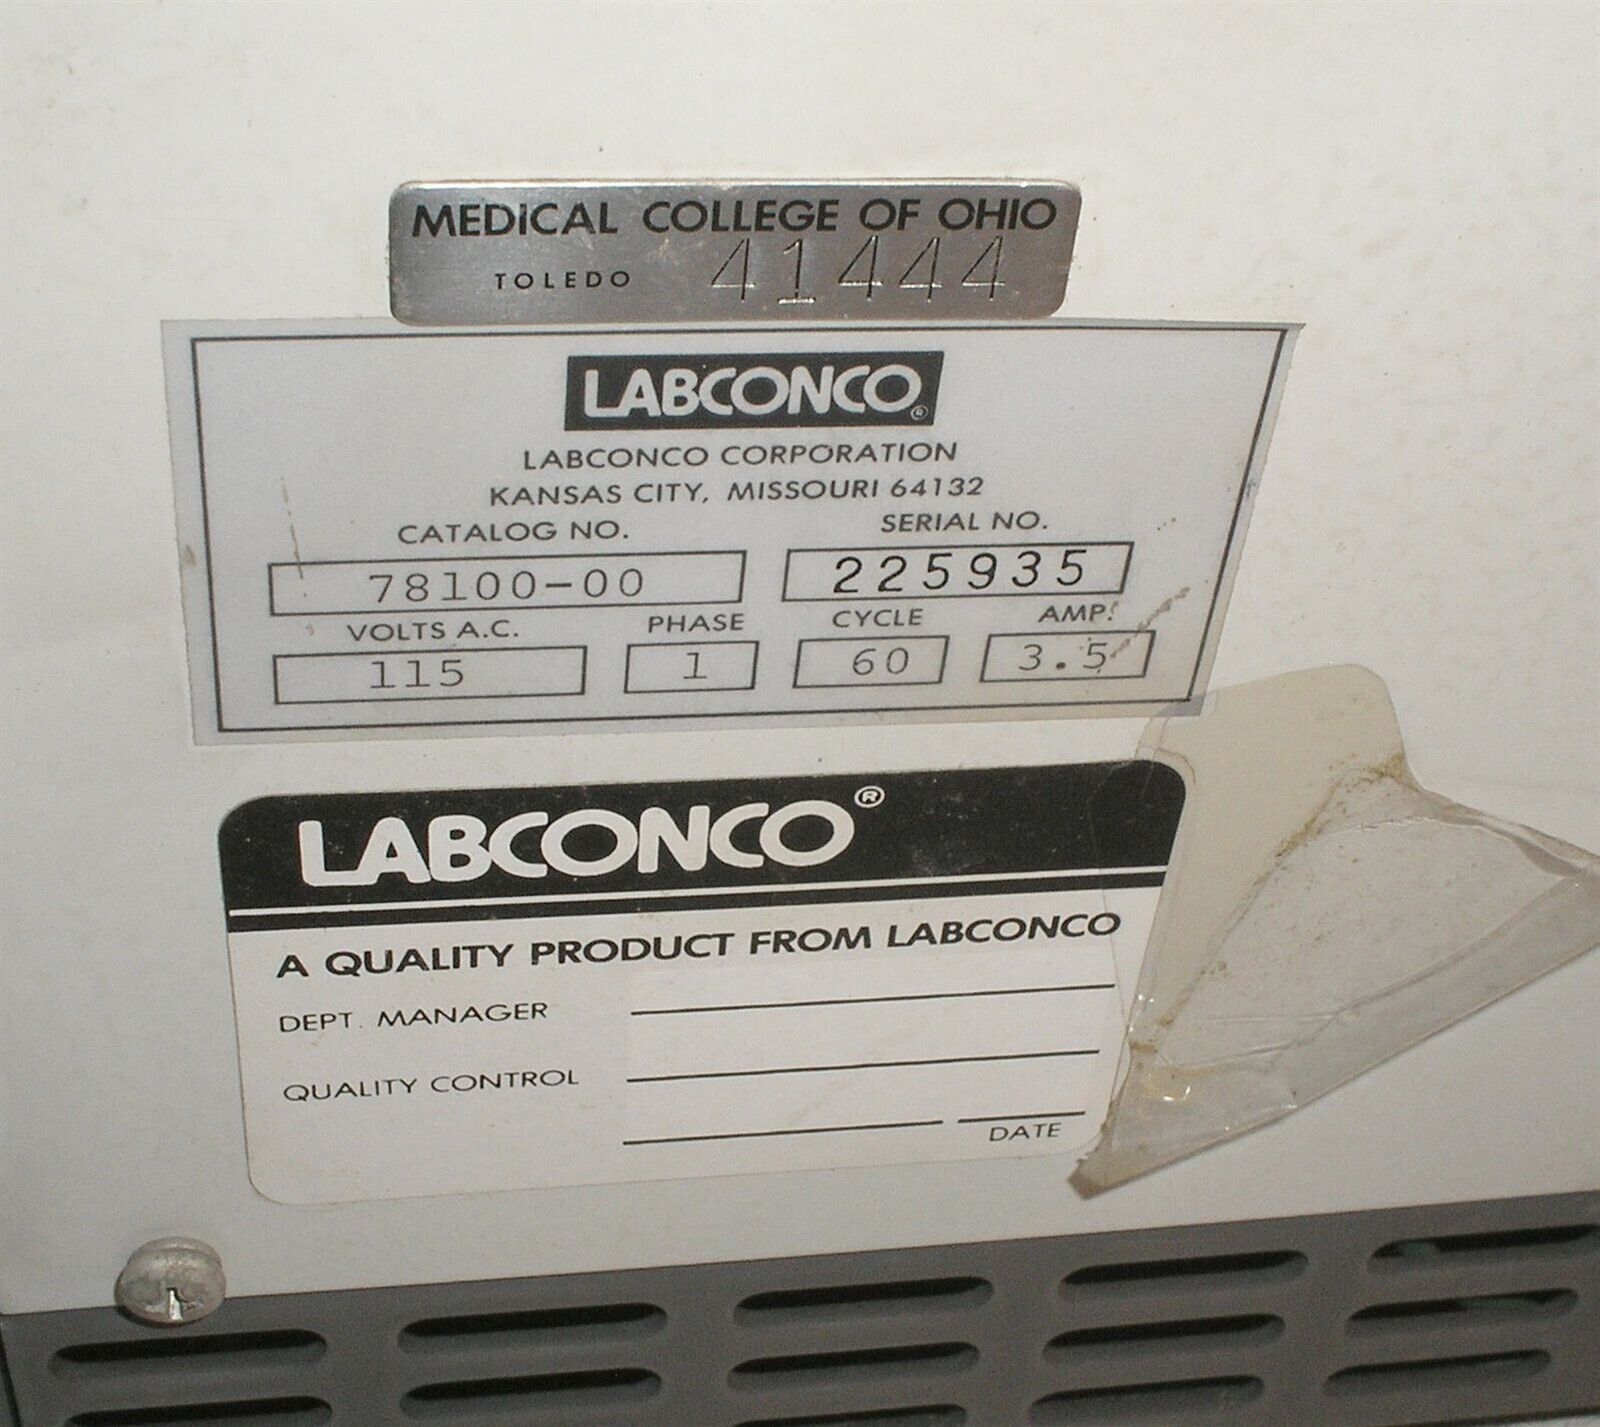 MEDICAL COLLEGE OF OHIO
TOLEDO 41444
LABCONCO®
LABCONCO CORPORATION
KANSAS CITY, MISSOURI 64132
CATALOG NO. SERIAL NO.
78100-00 225935
VOLTS A.C. PHASE CYCLE AMP.
115 1 60 3.5
LABCONCO®
A QUALITY PRODUCT FROM LABCONCO
DEPT. MANAGER
QUALITY CONTROL
DATE